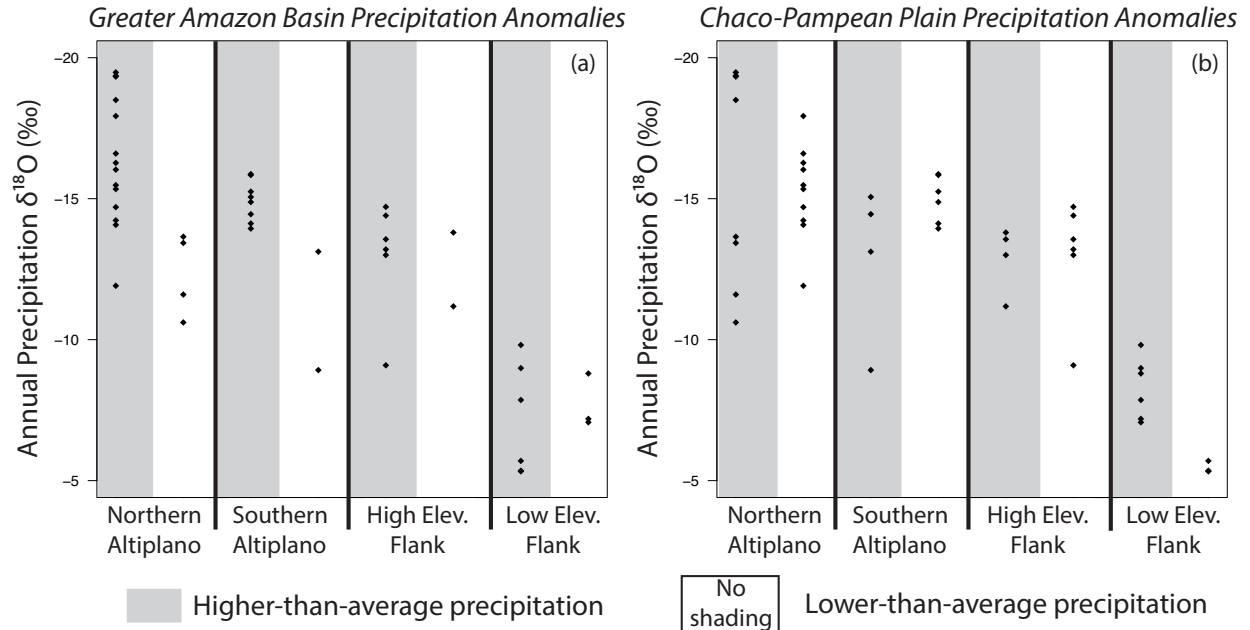 Greater Amazon Basin Precipitation Anomalies
Chaco-Pampean Plain Precipitation Anomalies
Annual Precipitation δ¹⁸O (‰)
−20
−15
−10
−5
(a)
Northern Altiplano
Southern Altiplano
High Elev. Flank
Low Elev. Flank
Annual Precipitation δ¹⁸O (‰)
−20
−15
−10
−5
(b)
Northern Altiplano
Southern Altiplano
High Elev. Flank
Low Elev. Flank
Higher-than-average precipitation
No shading
Lower-than-average precipitation